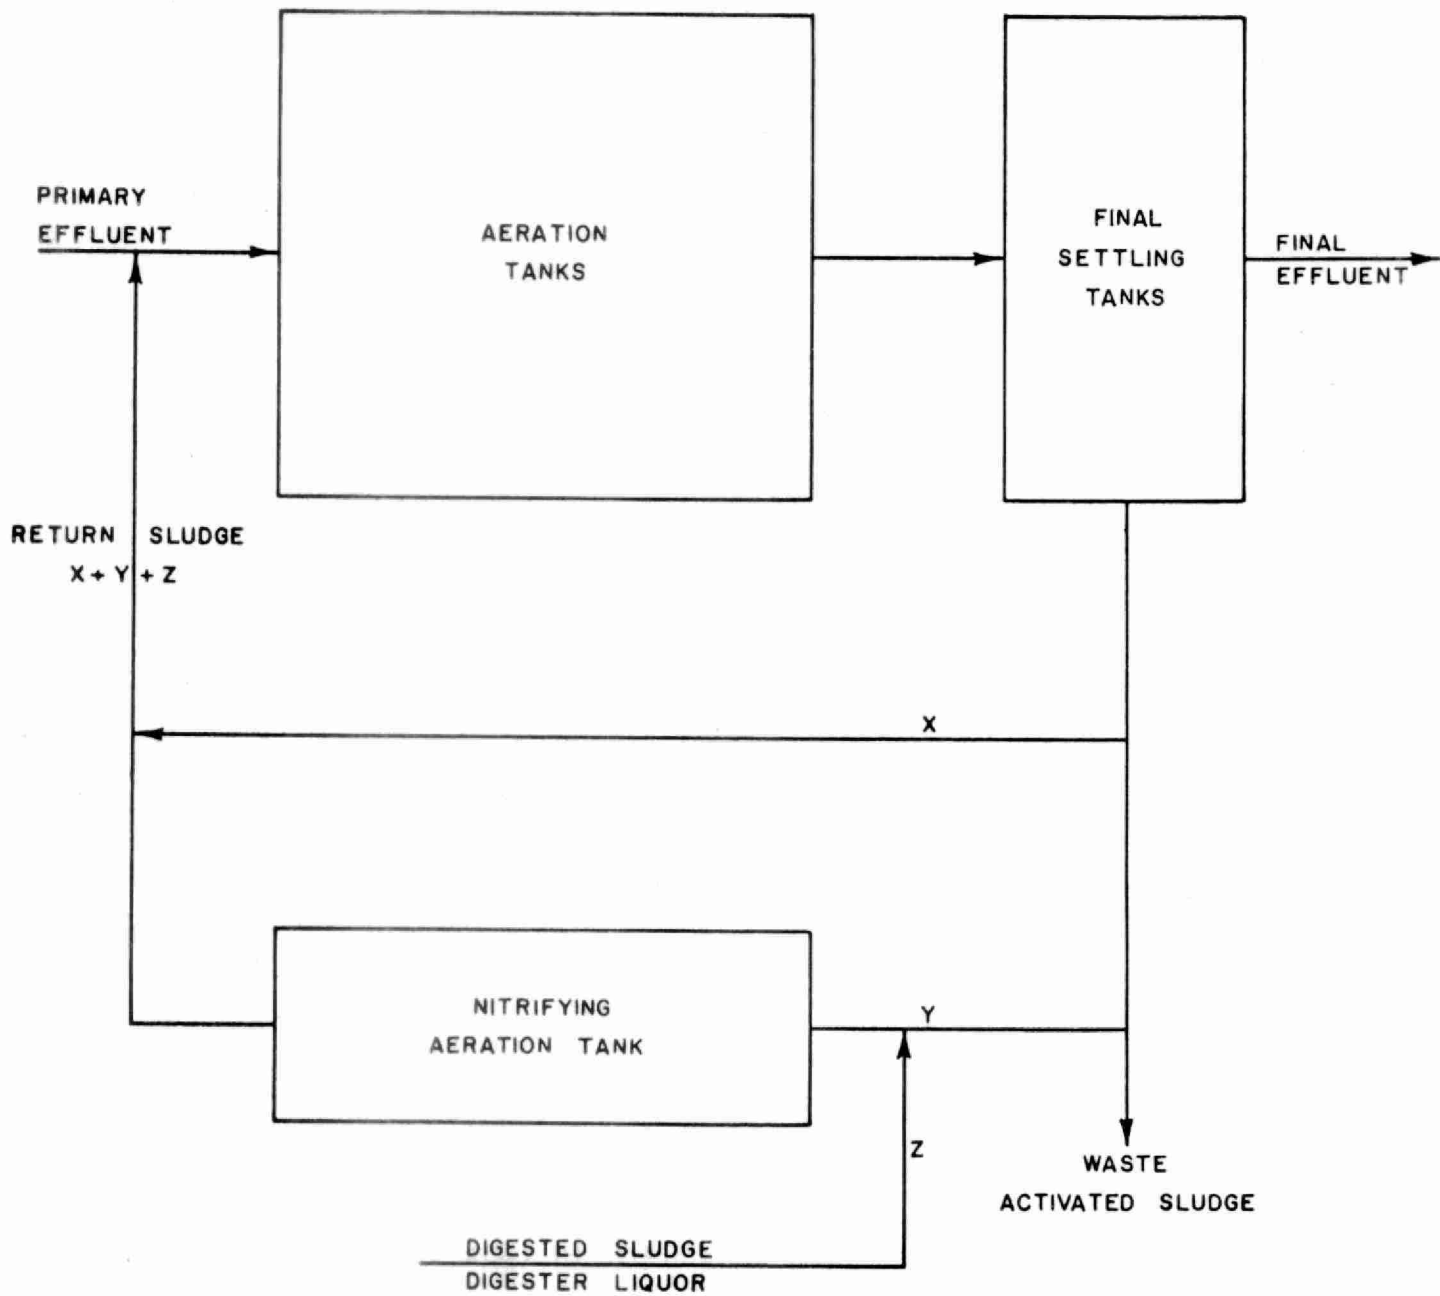 PRIMARY
EFFLUENT
AERATION
TANKS
FINAL
SETTLING
TANKS
FINAL
EFFLUENT
RETURN SLUDGE
X + Y + Z
X
NITRIFYING
AERATION TANK
Y
Z
WASTE
ACTIVATED SLUDGE
DIGESTED SLUDGE
DIGESTER LIQUOR